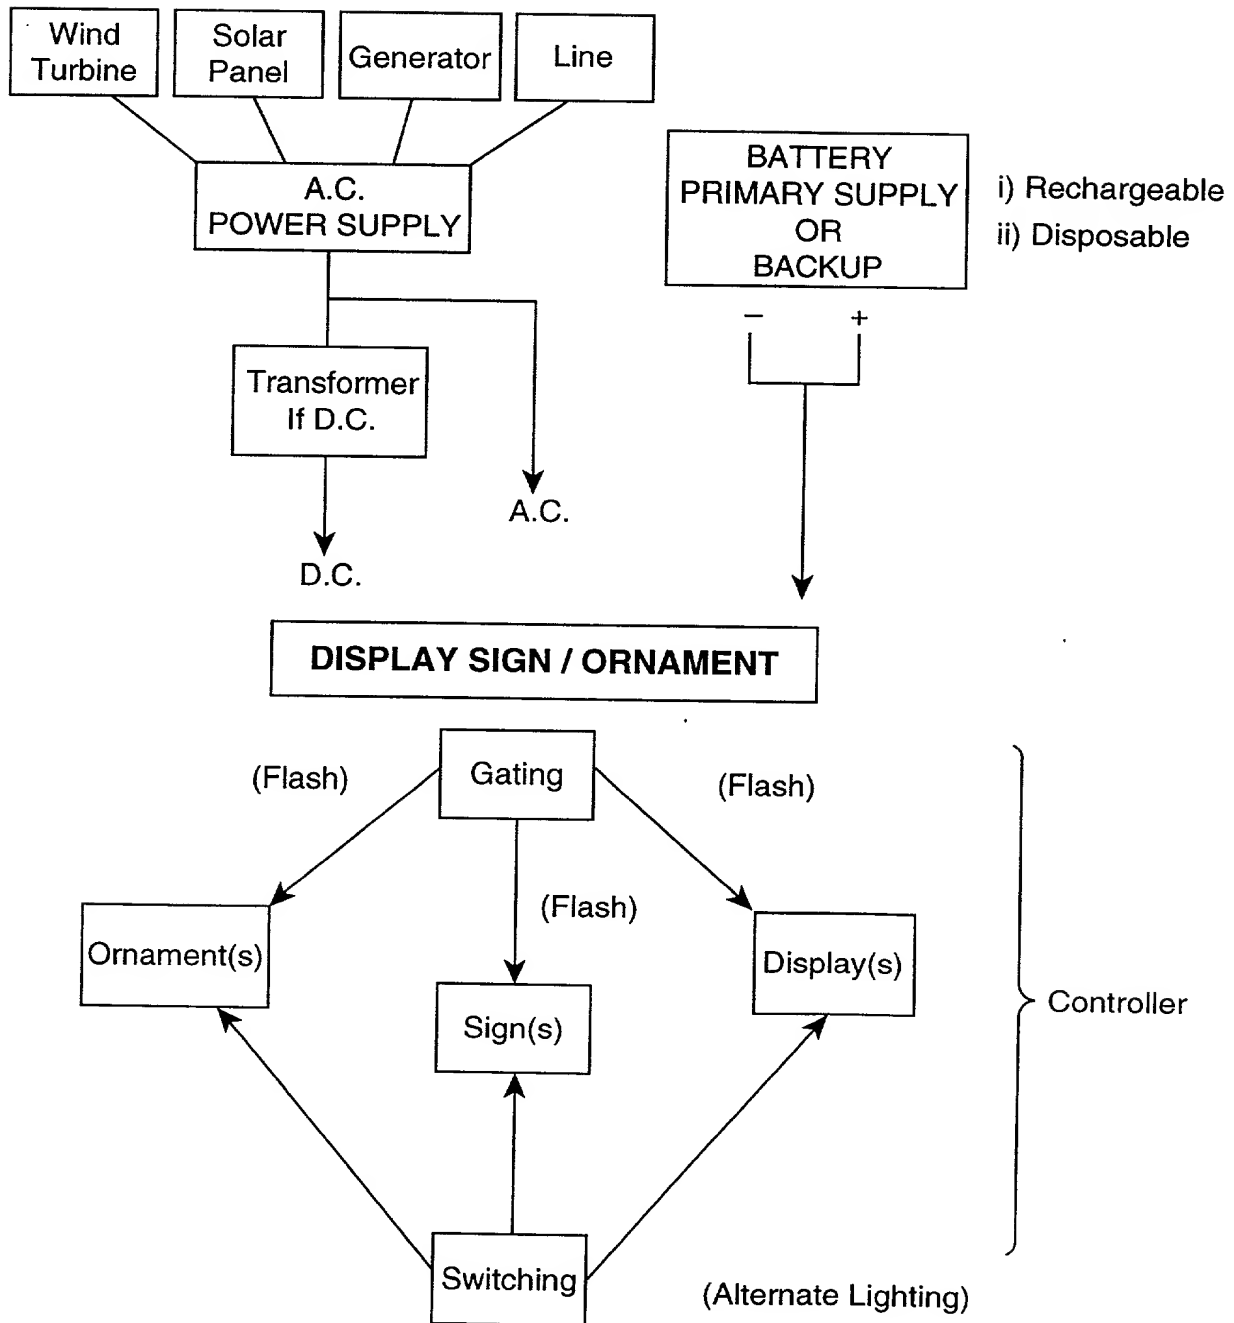 Wind
Turbine
Solar
Panel
Generator
Line
A.C.
POWER SUPPLY
BATTERY
PRIMARY SUPPLY
OR
BACKUP
i) Rechargeable
ii) Disposable
− +
Transformer
If D.C.
A.C.
D.C.
DISPLAY SIGN / ORNAMENT
Gating
(Flash)
(Flash)
(Flash)
Ornament(s)
Display(s)
Sign(s)
Controller
Switching
(Alternate Lighting)